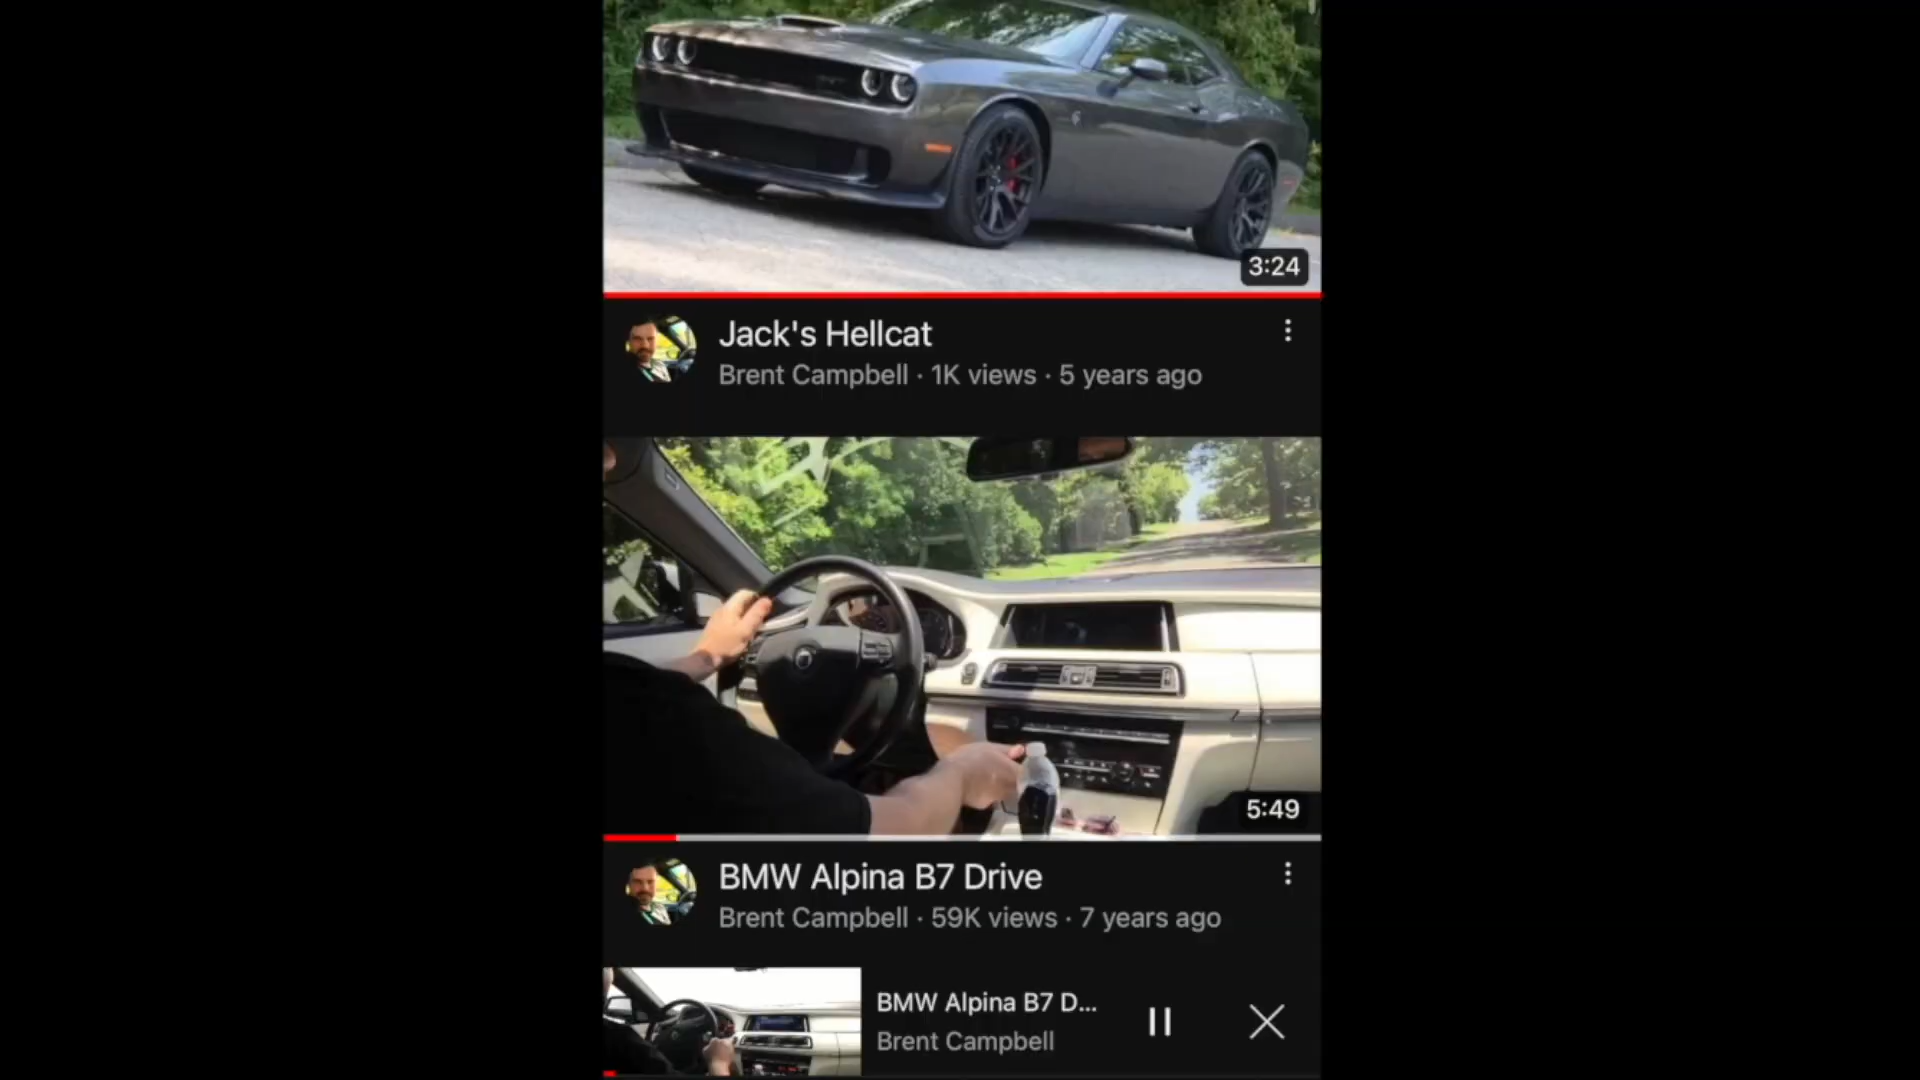 3:24
Jack's Hellcat
Brent Campbell · 1K views · 5 years ago
5:49
BMW Alpina B7 Drive
Brent Campbell · 59K views · 7 years ago
BMW Alpina B7 D...
Brent Campbell